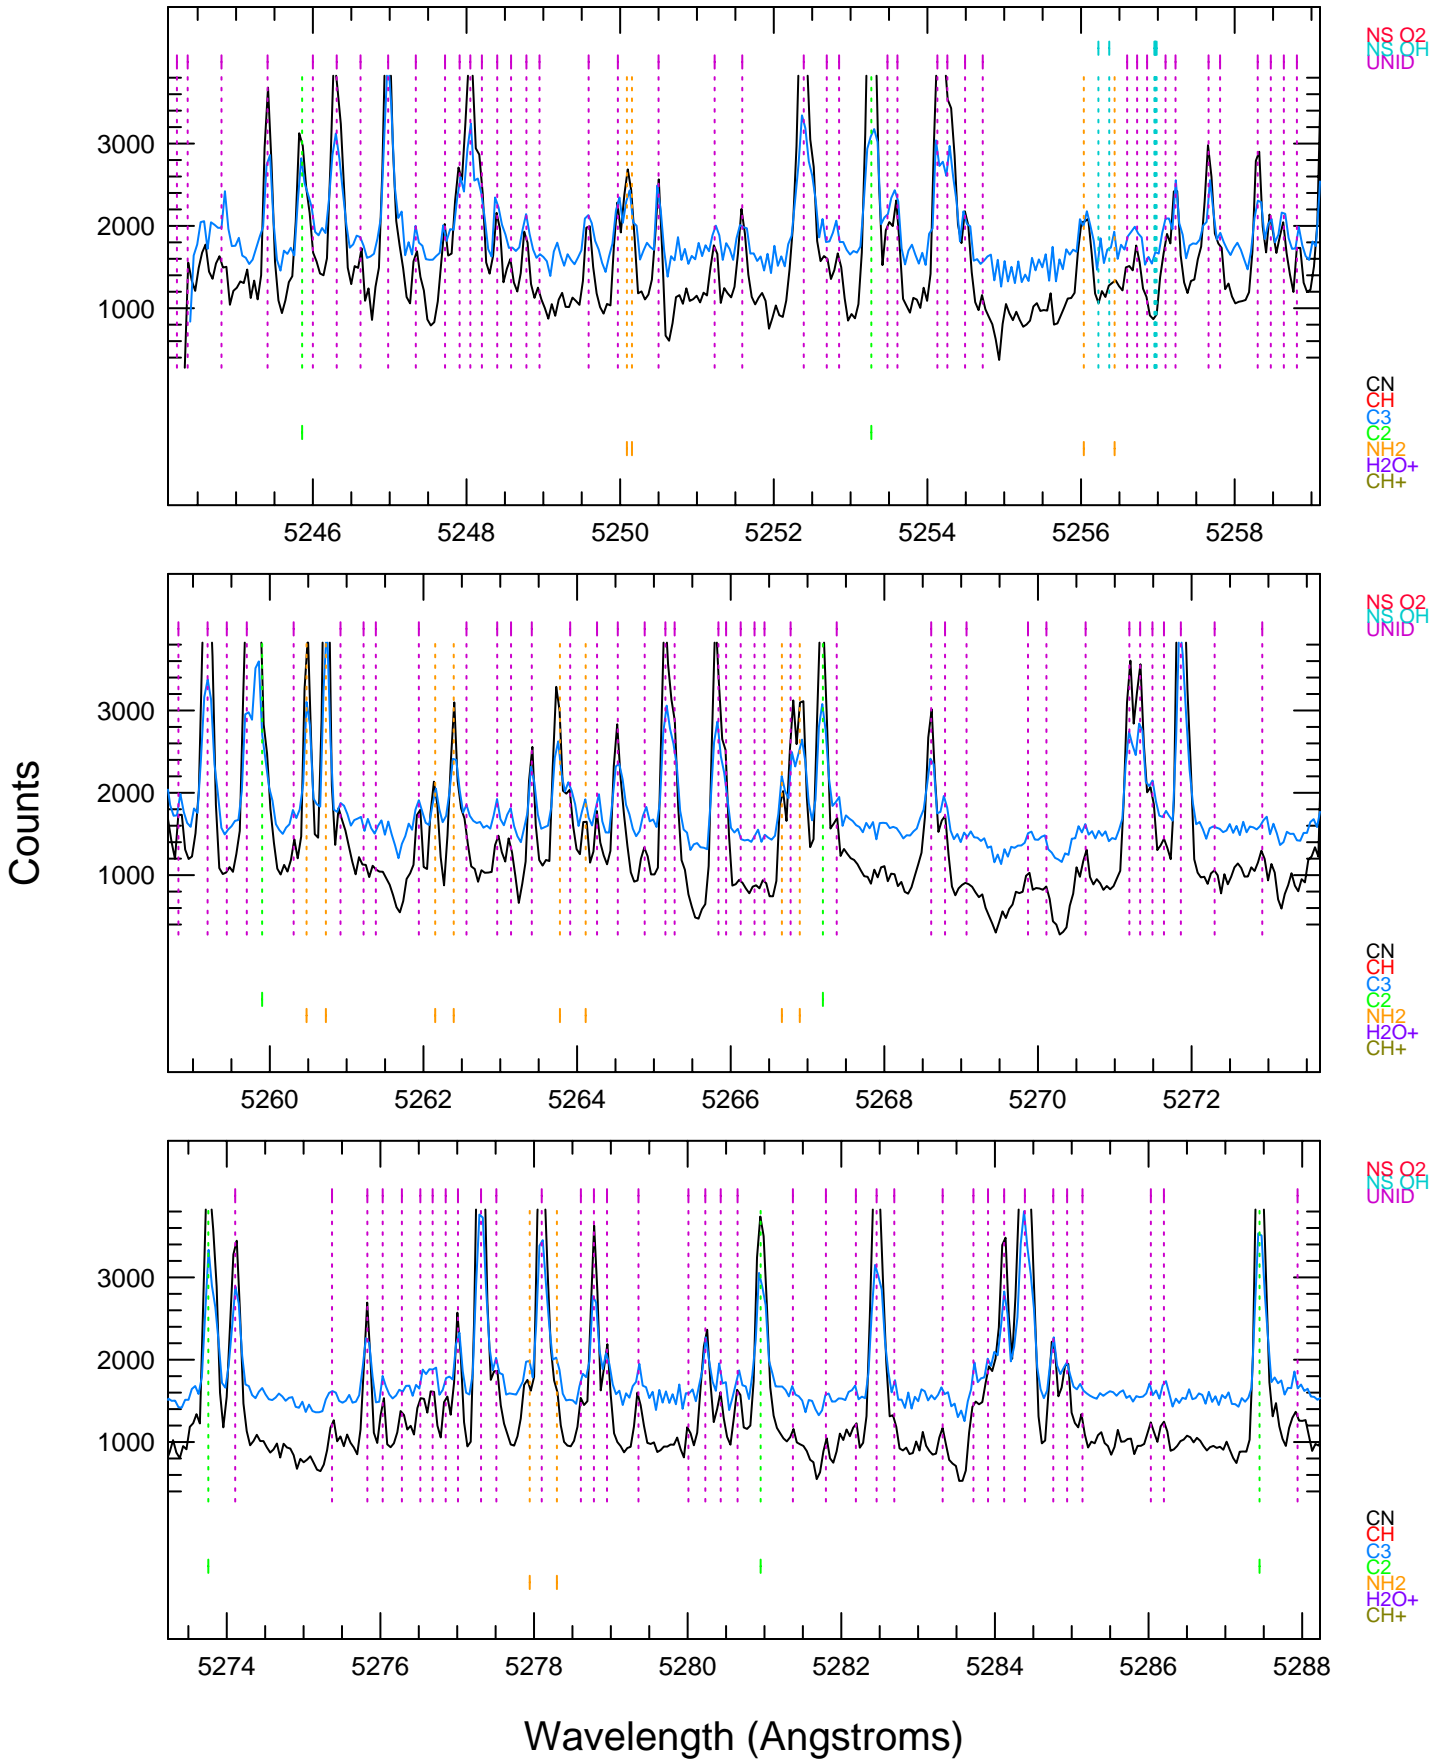 NS O2
NS OH
UNID
3000
2000
1000
CN
CH
C3
C2
NH2
H2O+
CH+
5246 5248 5250 5252 5254 5256 5258
NS O2
NS OH
UNID
3000
2000
1000
Counts
CN
CH
C3
C2
NH2
H2O+
CH+
5260 5262 5264 5266 5268 5270 5272
NS O2
NS OH
UNID
3000
2000
1000
CN
CH
C3
C2
NH2
H2O+
CH+
5274 5276 5278 5280 5282 5284 5286 5288
Wavelength (Angstroms)